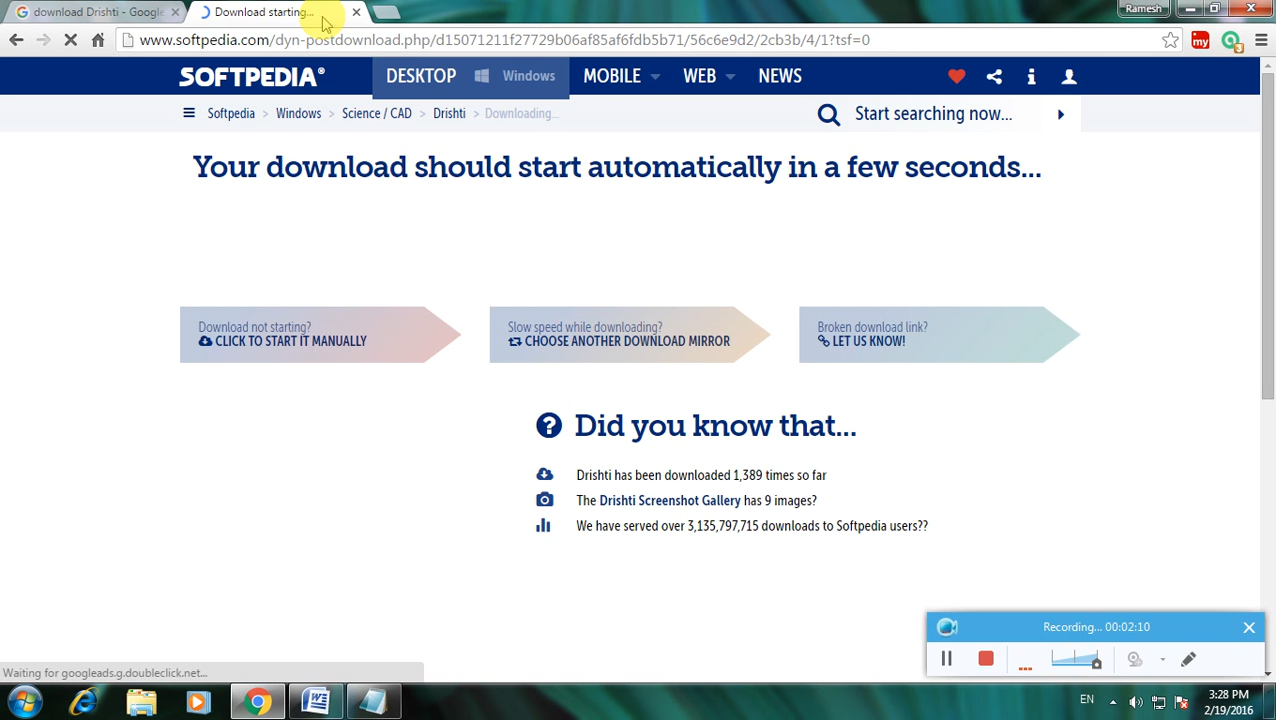 download Drishti - Google
Download starting...
Ramesh
www.softpedia.com/dyn-postdownload.php/d15071211f27729b06af85af6fdb5b71/56c6e9d2/2cb3b/4/1?tsf=0
my
3
SOFTPEDIA®
DESKTOP
Windows
MOBILE
WEB
NEWS
Softpedia > Windows > Science / CAD > Drishti > Downloading...
Start searching now...
Your download should start automatically in a few seconds...
Download not starting?
CLICK TO START IT MANUALLY
Slow speed while downloading?
CHOOSE ANOTHER DOWNLOAD MIRROR
Broken download link?
LET US KNOW!
Did you know that...
Drishti has been downloaded 1,389 times so far
The Drishti Screenshot Gallery has 9 images?
We have served over 3,135,797,715 downloads to Softpedia users??
Recording... 00:02:10
Waiting for googleads.g.doubleclick.net...
EN
3:28 PM
2/19/2016